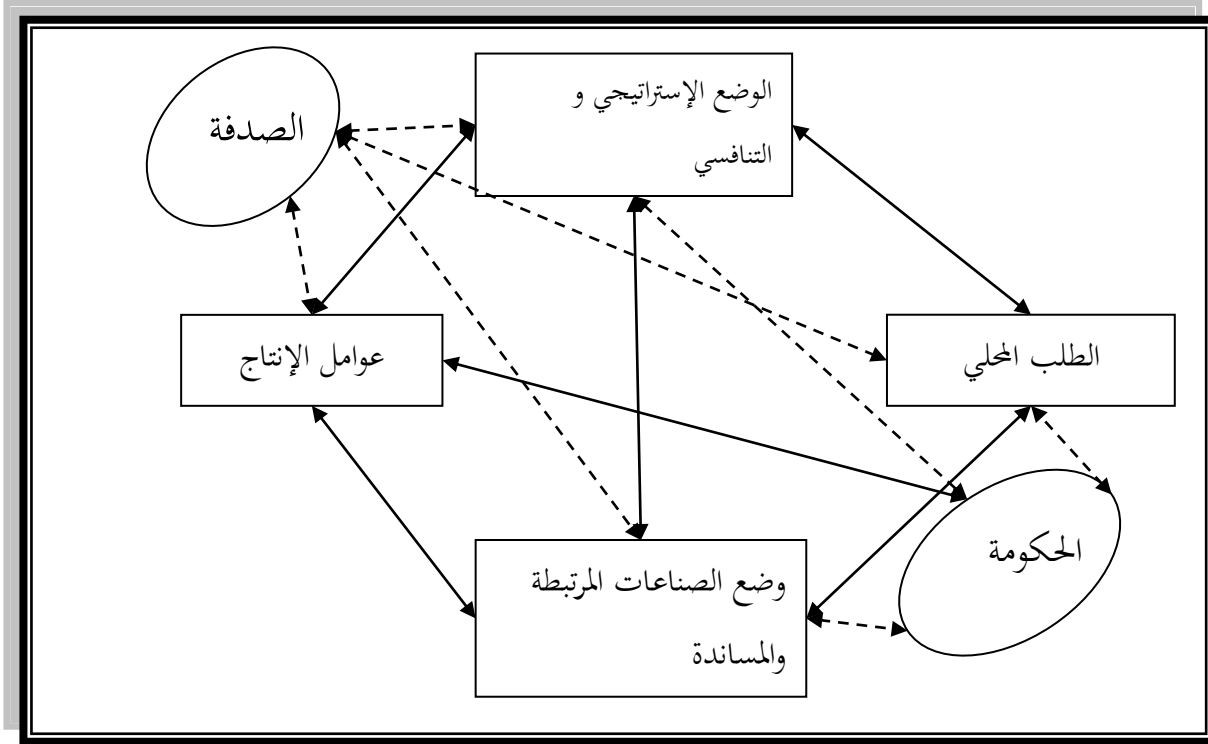 الصدفة
الوضع الإستراتيجي و
التنافسي
عوامل الإنتاج
الطلب المحلي
الحكومة
وضع الصناعات المرتبطة
والمساندة